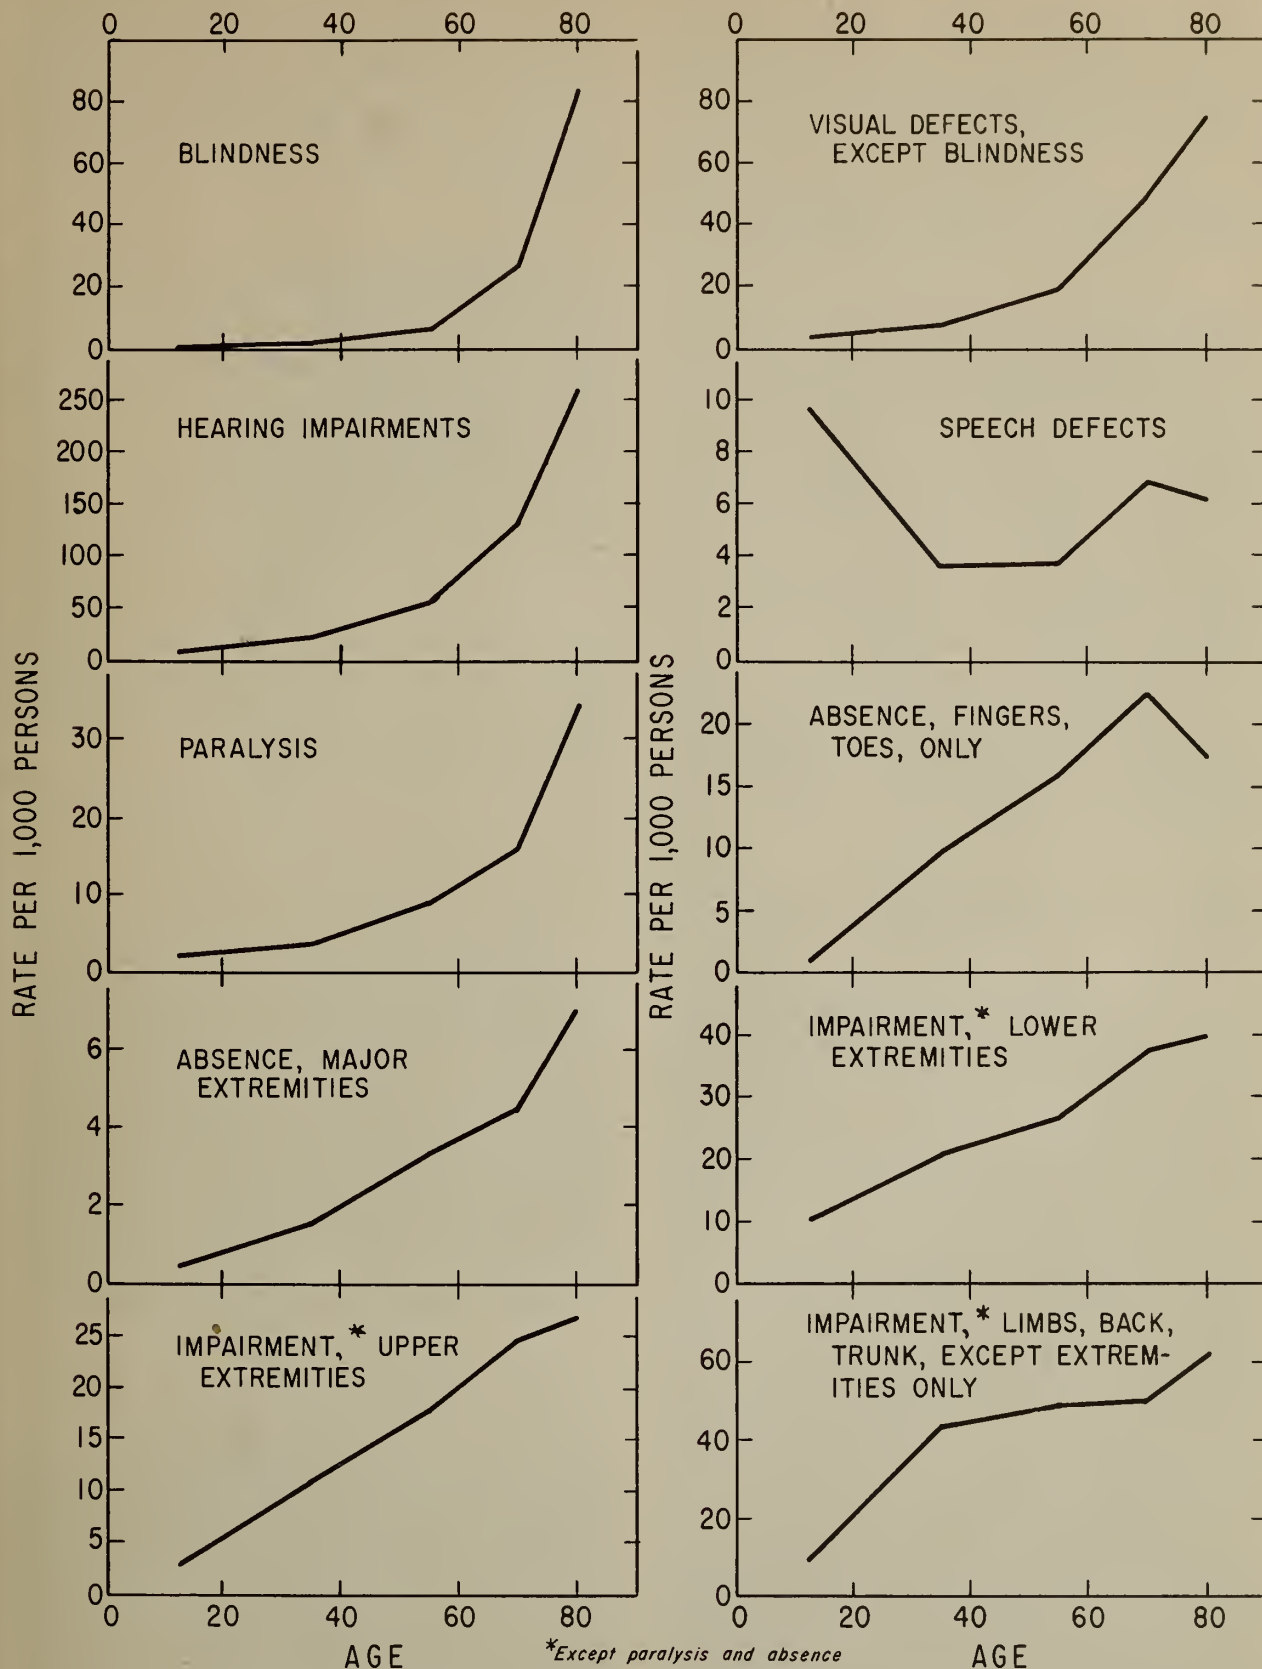 0 20 40 60 80
0 20 40 60 80
80
60
40
20
0
BLINDNESS
80
60
40
20
0
VISUAL DEFECTS,
EXCEPT BLINDNESS
250
200
150
100
50
0
HEARING IMPAIRMENTS
10
8
6
4
2
0
SPEECH DEFECTS
RATE PER 1,000 PERSONS
30
20
10
0
PARALYSIS
RATE PER 1,000 PERSONS
20
15
10
5
0
ABSENCE, FINGERS,
TOES, ONLY
6
4
2
0
ABSENCE, MAJOR
EXTREMITIES
40
30
20
10
0
IMPAIRMENT,* LOWER
EXTREMITIES
25
20
15
10
5
0
IMPAIRMENT,* UPPER
EXTREMITIES
60
40
20
0
IMPAIRMENT,* LIMBS, BACK,
TRUNK, EXCEPT EXTREM-
ITIES ONLY
0 20 40 60 80
AGE
0 20 40 60 80
AGE
*Except paralysis and absence